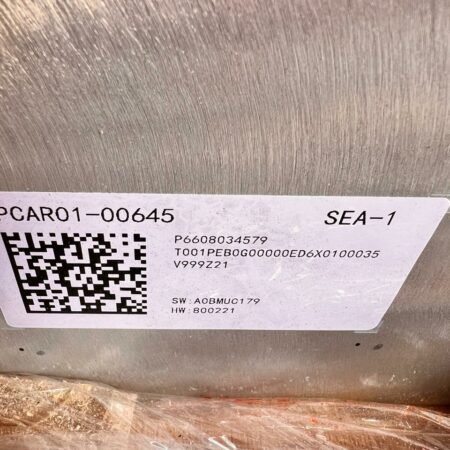 PCAR01-00645 SEA-1
P6608034579
T001PEB0G00000ED6X0100035
V999Z21
SW:A0BMUC179
HW:800221